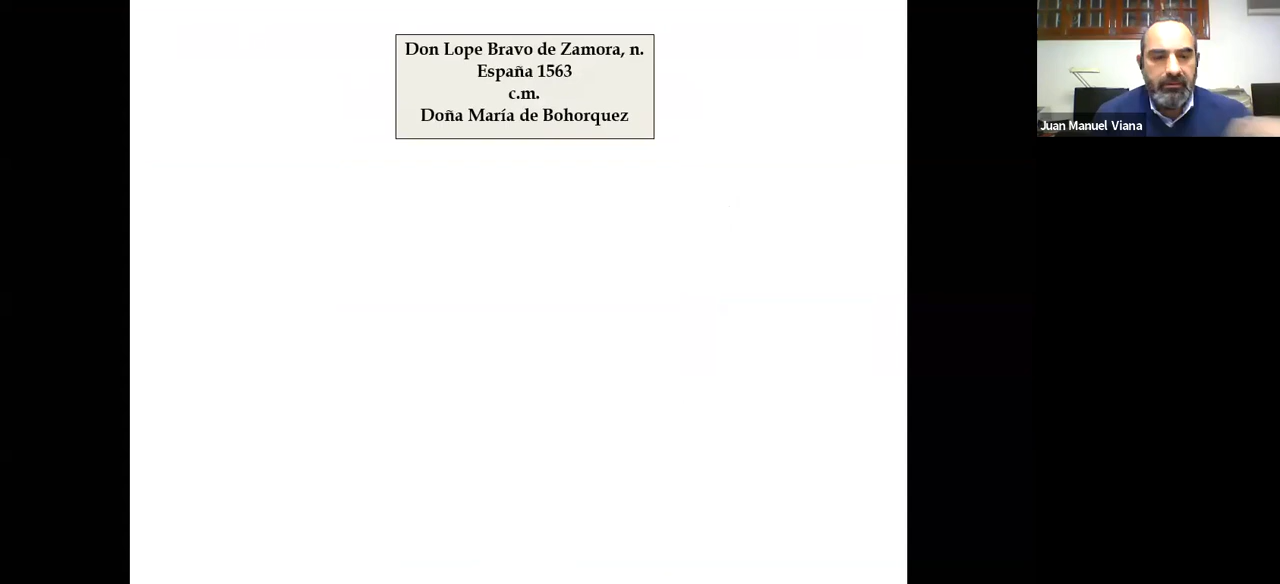 Don Lope Bravo de Zamora, n.
España 1563
c.m.
Doña María de Bohorquez
Juan Manuel Viana